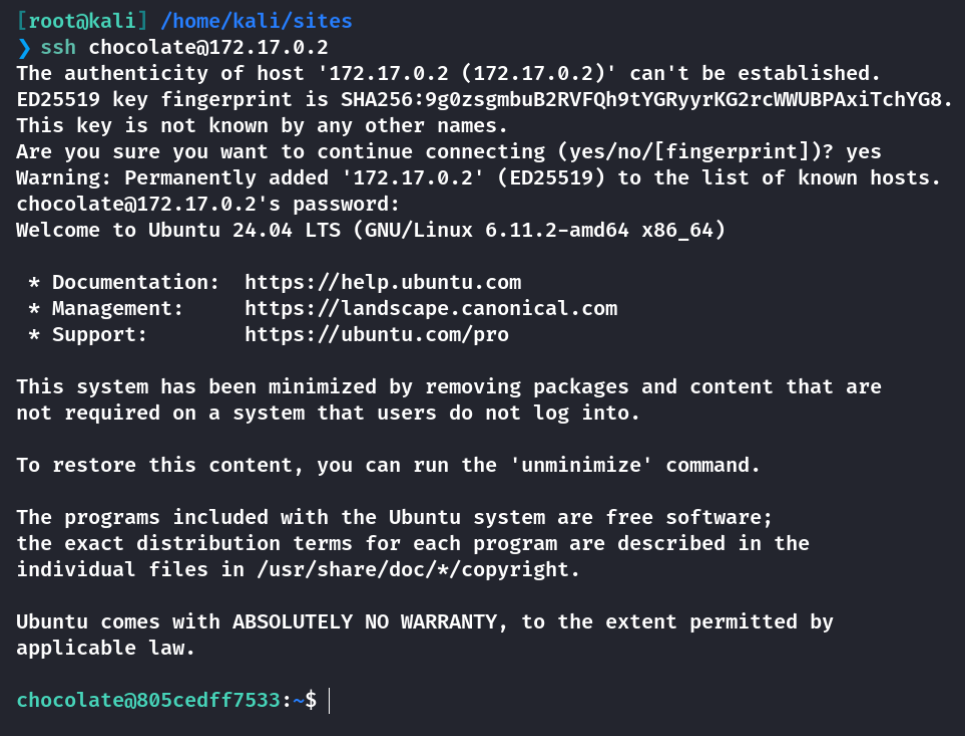 [root@kali] /home/kali/sites
❯ ssh chocolate@172.17.0.2
The authenticity of host '172.17.0.2 (172.17.0.2)' can't be established.
ED25519 key fingerprint is SHA256:9g0zsgmbuB2RVFQh9tYGRyyrKG2rcWWUBPAxiTchYG8.
This key is not known by any other names.
Are you sure you want to continue connecting (yes/no/[fingerprint])? yes
Warning: Permanently added '172.17.0.2' (ED25519) to the list of known hosts.
chocolate@172.17.0.2's password:
Welcome to Ubuntu 24.04 LTS (GNU/Linux 6.11.2-amd64 x86_64)

 * Documentation:  https://help.ubuntu.com
 * Management:     https://landscape.canonical.com
 * Support:        https://ubuntu.com/pro

This system has been minimized by removing packages and content that are
not required on a system that users do not log into.

To restore this content, you can run the 'unminimize' command.

The programs included with the Ubuntu system are free software;
the exact distribution terms for each program are described in the
individual files in /usr/share/doc/*/copyright.

Ubuntu comes with ABSOLUTELY NO WARRANTY, to the extent permitted by
applicable law.

chocolate@805cedff7533:~$